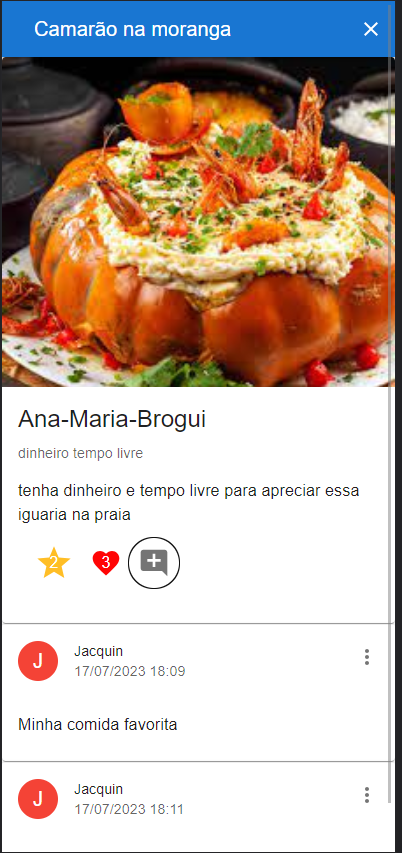 Camarão na moranga
Ana-Maria-Brogui
dinheiro tempo livre
tenha dinheiro e tempo livre para apreciar essa
iguaria na praia
2 3
J Jacquin
17/07/2023 18:09
Minha comida favorita
J Jacquin
17/07/2023 18:11